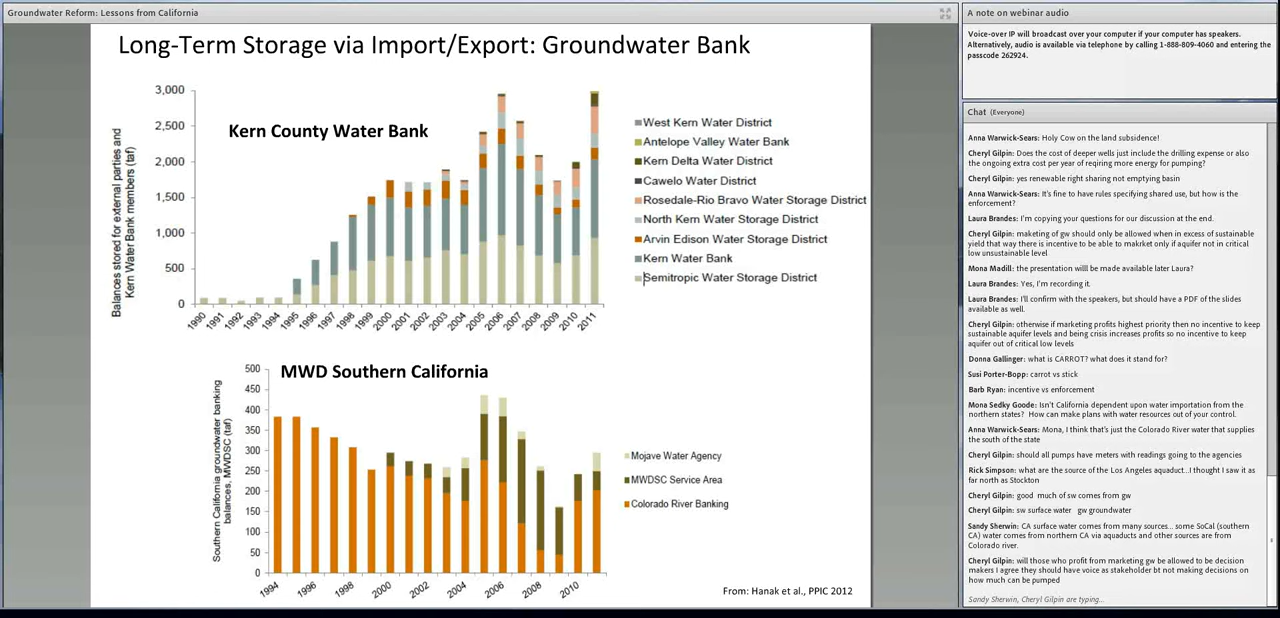 Groundwater Reform: Lessons from California
Long-Term Storage via Import/Export: Groundwater Bank
Kern County Water Bank
Balances stored for external parties and
Kern Water Bank members (taf)
3,000
2,500
2,000
1,500
1,000
500
0
1990 1991 1992 1993 1994 1995 1996 1997 1998 1999 2000 2001 2002 2003 2004 2005 2006 2007 2008 2009 2010 2011
West Kern Water District
Antelope Valley Water Bank
Kern Delta Water District
Cawelo Water District
Rosedale-Rio Bravo Water Storage District
North Kern Water Storage District
Arvin Edison Water Storage District
Kern Water Bank
Semitropic Water Storage District
MWD Southern California
Southern California groundwater banking
balances, MWDSC (taf)
500
450
400
350
300
250
200
150
100
50
0
1994 1996 1998 2000 2002 2004 2006 2008 2010
Mojave Water Agency
MWDSC Service Area
Colorado River Banking
From: Hanak et al., PPIC 2012
A note on webinar audio
Voice-over IP will broadcast over your computer if your computer has speakers.
Alternatively, audio is available via telephone by calling 1-888-809-4060 and entering the
passcode 262924.
Chat (Everyone)
Anna Warwick-Sears: Holy Cow on the land subsidence!
Cheryl Gilpin: Does the cost of deeper wells just include the drilling expense or also
the ongoing extra cost per year of reqiring more energy for pumping?
Cheryl Gilpin: yes renewable right sharing not emptying basin
Anna Warwick-Sears: It's fine to have rules specifying shared use, but how is the
enforcement?
Laura Brandes: I'm copying your questions for our discussion at the end.
Cheryl Gilpin: maketing of gw should only be allowed when in excess of sustainable
yield that way there is incentive to be able to makrket only if aquifer not in critical
low unsustainable level
Mona Madill: the presentation willl be made available later Laura?
Laura Brandes: Yes, I'm recording it.
Laura Brandes: I'll confirm with the speakers, but should have a PDF of the slides
available as well.
Cheryl Gilpin: otherwise if marketing profits highest priority then no incentive to keep
sustainable aquifer levels and being crisis increases profits so no incentive to keep
aquifer out of critical low levels
Donna Gallinger: what is CARROT? what does it stand for?
Susi Porter-Bopp: carrot vs stick
Barb Ryan: incentive vs enforcement
Mona Sedky Goode: Isn't California dependent upon water importation from the
northern states? How can make plans with water resources out of your control.
Anna Warwick-Sears: Mona, I think that's just the Colorado River water that supplies
the south of the state
Cheryl Gilpin: should all pumps have meters with readings going to the agencies
Rick Simpson: what are the source of the Los Angeles aquaduct...I thought I saw it as
far north as Stockton
Cheryl Gilpin: good much of sw comes from gw
Cheryl Gilpin: sw surface water gw groundwater
Sandy Sherwin: CA surface water comes from many sources... some SoCal (southern
CA) water comes from northern CA via aquaducts and other sources are from
Colorado river.
Cheryl Gilpin: will those who profit from marketing gw be allowed to be decision
makers I agree they should have voice as stakeholder bt not making decisions on
how much can be pumped
Sandy Sherwin, Cheryl Gilpin are typing...